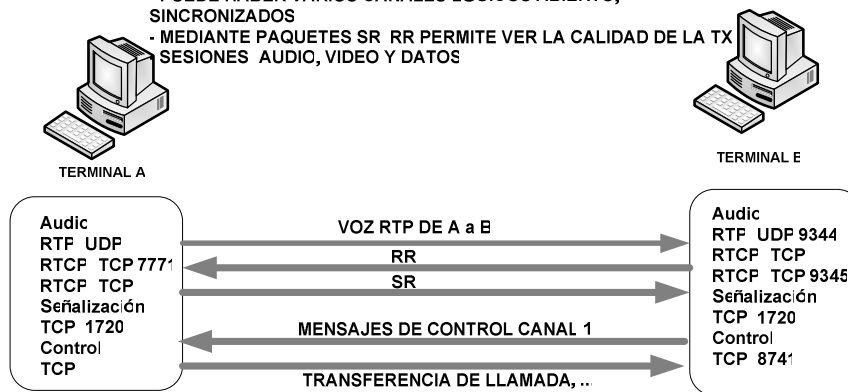 SINCRONIZADOS
- MEDIANTE PAQUETES SR RR PERMITE VER LA CALIDAD DE LA TX
SESIONES AUDIO, VIDEO Y DATOS
TERMINAL A
TERMINAL E
Audio
RTP UDP
RTCP TCP 7771
RTCP TCP
Señalización
TCP 1720
Control
TCP
VOZ RTP DE A a B
RR
SR
MENSAJES DE CONTROL CANAL 1
TRANSFERENCIA DE LLAMADA, ...
Audio
RTP UDP 9344
RTCP TCP
RTCP TCP 9345
Señalización
TCP 1720
Control
TCP 8741